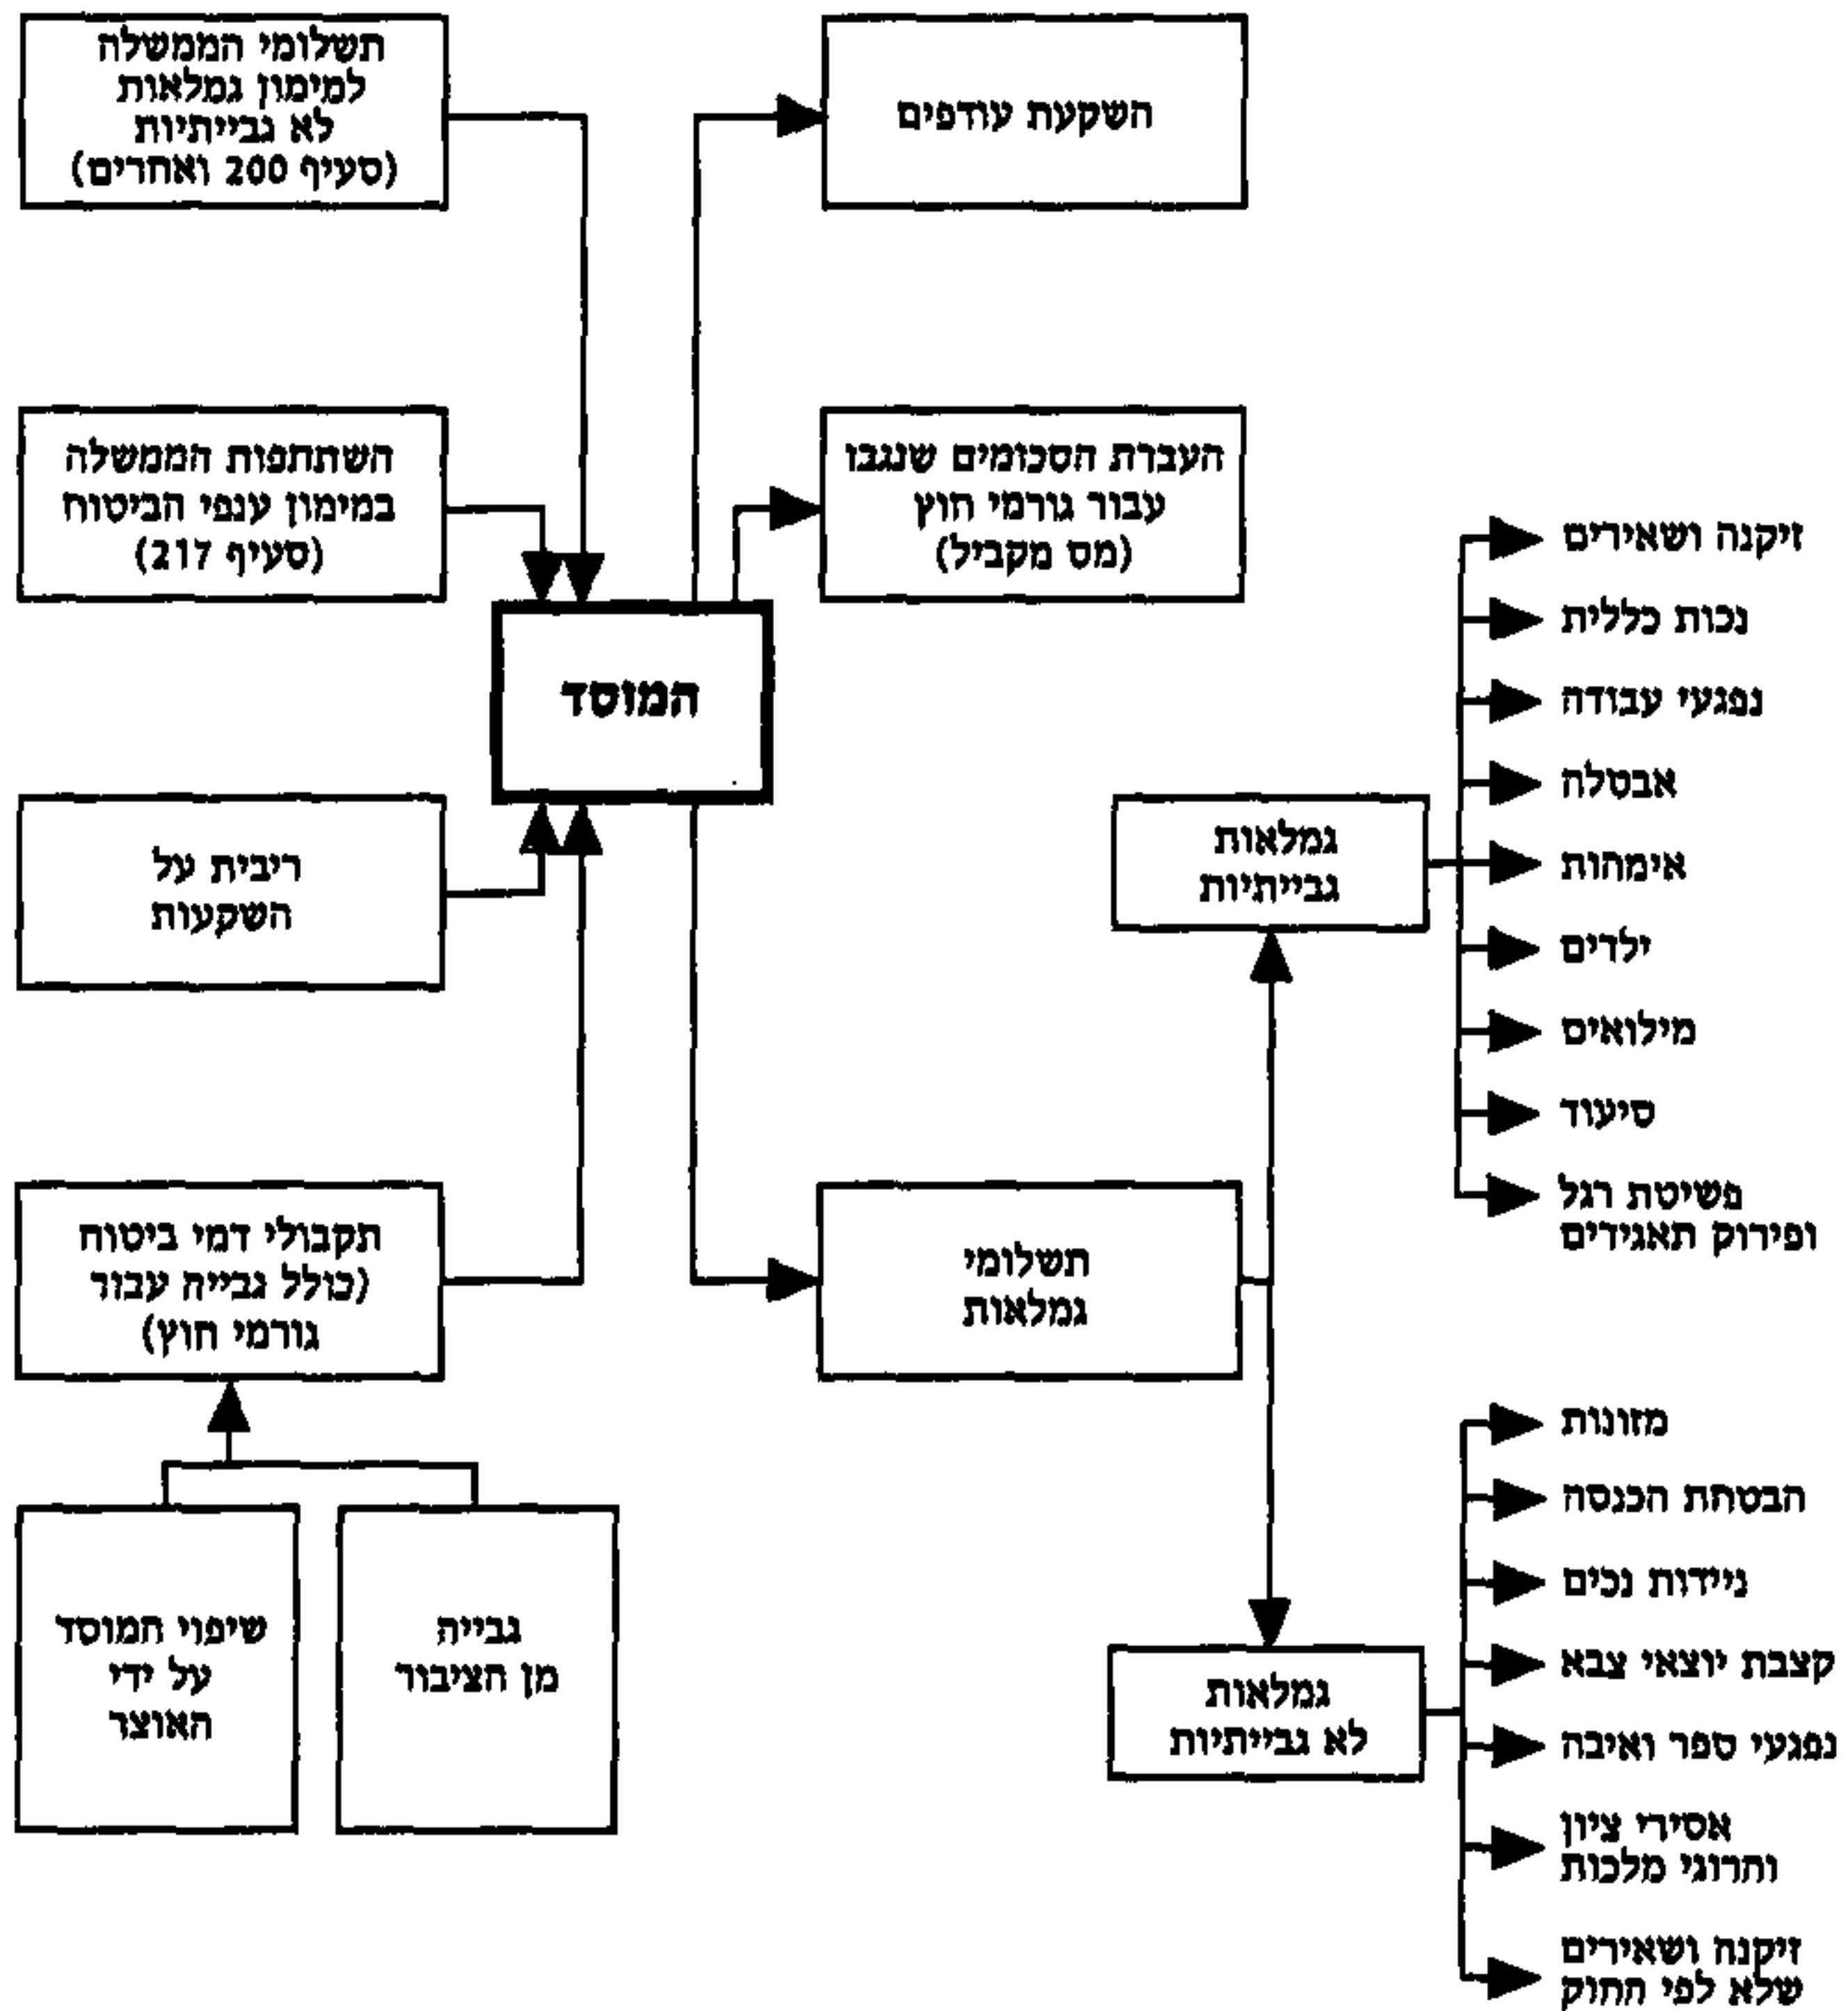 תשלומי הממשלה
למימון גמלאות
לא גבייתיות
(סעיף 200 ואחרים)
השקעת עודפים
השתתפות הממשלה
במימון ענפי הביטוח
(סעיף 217)
העברת הסכומים שנגבו
עבור גורמי חוץ
(מס מקביל)
המוסד
ריבית על
השקעות
תקבולי דמי ביטוח
(כולל גבייה עבור
גורמי חוץ)
שיפוי המוסד
על ידי
האוצר
גבייה
מן הציבור
תשלומי
גמלאות
גמלאות
גבייתיות
זיקנה ושאירים
נכות כללית
נפגעי עבודה
אבטלה
אימהות
ילדים
מילואים
סיעוד
פשיטת רגל
ופירוק תאגידים
גמלאות
לא גבייתיות
מזונות
הבטחת הכנסה
ניידות נכים
קצבת יוצאי צבא
נפגעי ספר ואיבה
אסירי ציון
והרוגי מלכות
זיקנה ושאירים
שלא לפי החוק